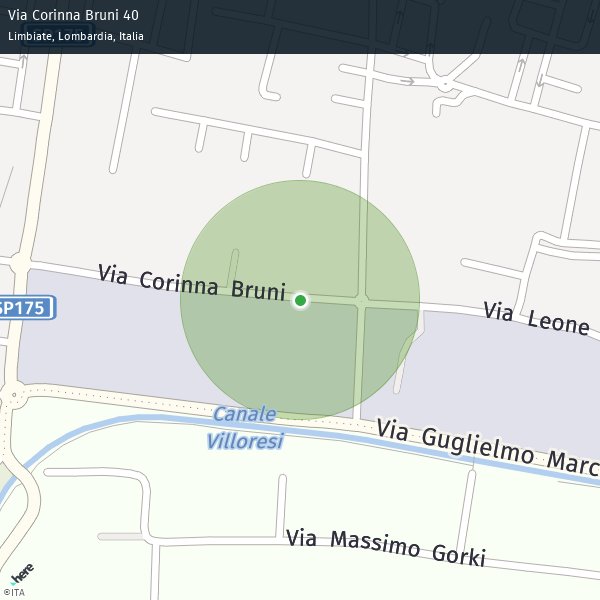 Via Corinna Bruni 40
Limbiate, Lombardia, Italia
Via Corinna Bruni
SP175
Via Leone
Canale
Villoresi
Via Guglielmo Marc
Via Massimo Gorki
here
©ITA